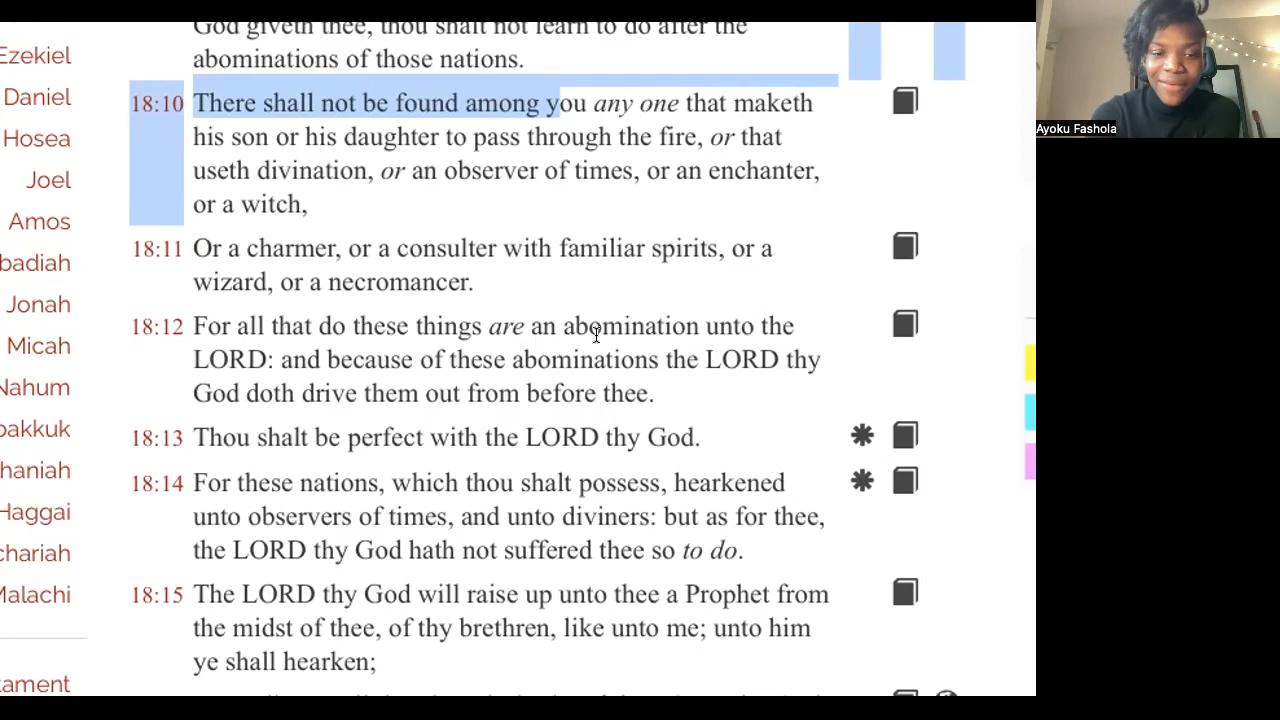 God giveth thee, thou shalt not learn to do after the
abominations of those nations.
18:10 There shall not be found among you any one that maketh
his son or his daughter to pass through the fire, or that
useth divination, or an observer of times, or an enchanter,
or a witch,
18:11 Or a charmer, or a consulter with familiar spirits, or a
wizard, or a necromancer.
18:12 For all that do these things are an abomination unto the
LORD: and because of these abominations the LORD thy
God doth drive them out from before thee.
18:13 Thou shalt be perfect with the LORD thy God.
18:14 For these nations, which thou shalt possess, hearkened
unto observers of times, and unto diviners: but as for thee,
the LORD thy God hath not suffered thee so to do.
18:15 The LORD thy God will raise up unto thee a Prophet from
the midst of thee, of thy brethren, like unto me; unto him
ye shall hearken;
Ezekiel
Daniel
Hosea
Joel
Amos
badiah
Jonah
Micah
Nahum
bakkuk
haniah
Haggai
chariah
Malachi
tament
Ayoku Fashola